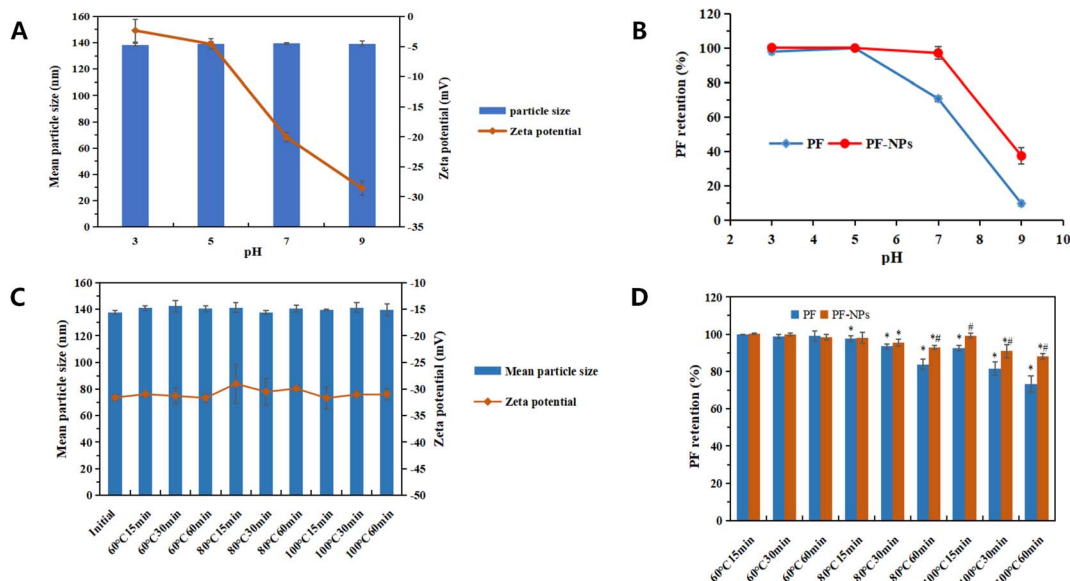 A
160
140
120
100
80
60
40
20
0
Mean particle size (nm)
0
-5
-10
-15
-20
-25
-30
-35
Zeta potential (mV)
3 5 7 9
pH
particle size
Zeta potential
B
120
100
80
60
40
20
0
PF retention (%)
PF PF-NPs
2 3 4 5 6 7 8 9 10
pH
C
160
140
120
100
80
60
40
20
0
Mean particle size (nm)
-10
-15
-20
-25
-30
-35
-40
-45
-50
Zeta potential (mV)
Initial
60℃15min
60℃30min
60℃60min
80℃15min
80℃30min
80℃60min
100℃15min
100℃30min
100℃60min
Mean particle size
Zeta potential
D
120
100
80
60
40
20
0
PF retention (%)
PF PF-NPs
* * * * *# * # * *# * *#
60℃15min
60℃30min
60℃60min
80℃15min
80℃30min
80℃60min
100℃15min
100℃30min
100℃60min